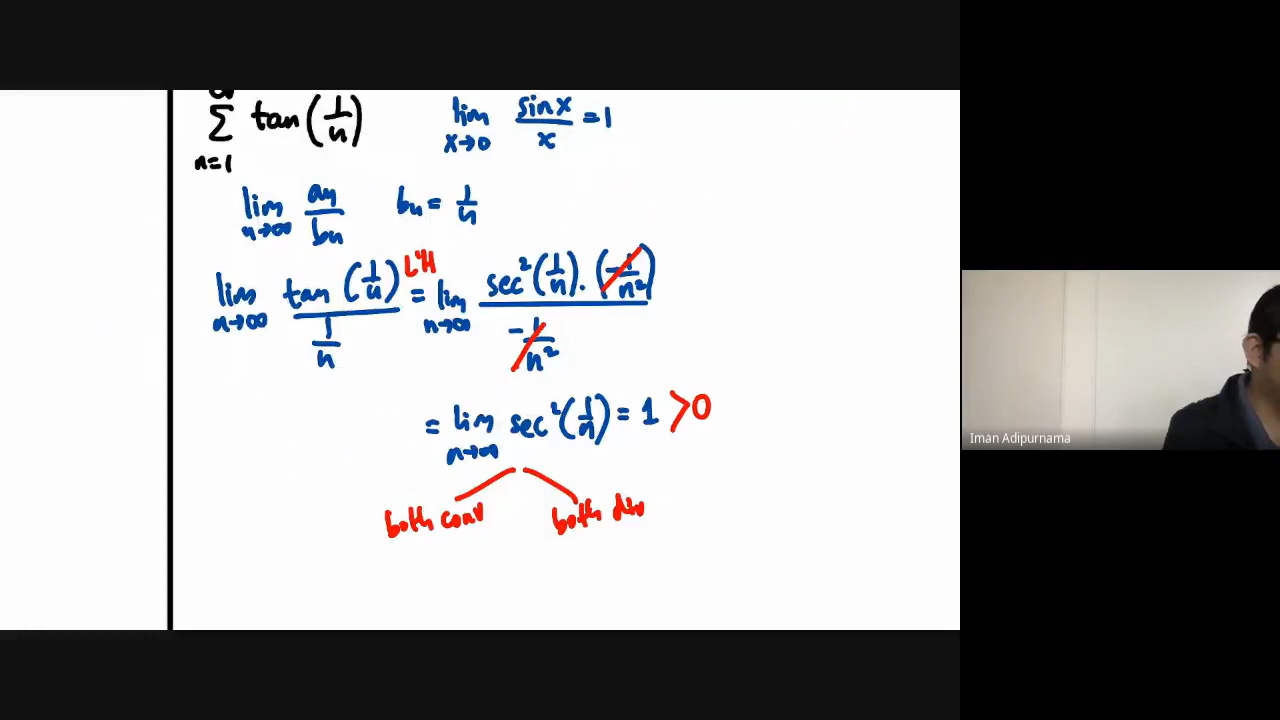 ∞
∑ tan(1/n)    lim sin x / x = 1
n=1    x→0
lim an/bn    bn = 1/n
n→∞
lim tan(1/n) / (1/n) L'H = lim sec²(1/n) · (-1/n²) / (-1/n²)
n→∞    n→∞
= lim sec²(1/n) = 1 > 0
n→∞
both conv    both div
Iman Adipurnama